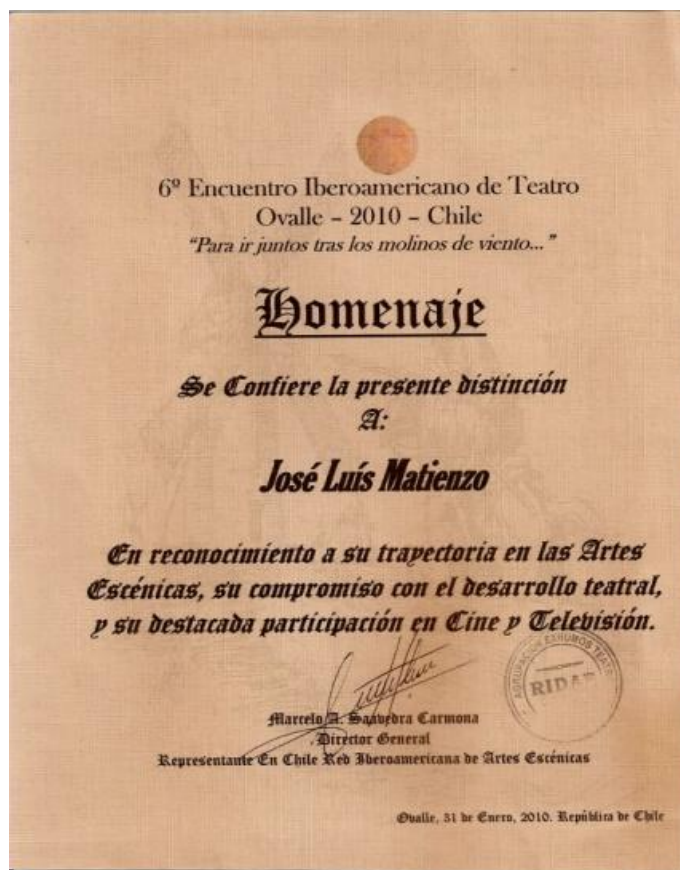 6º Encuentro Iberoamericano de Teatro
Ovalle – 2010 – Chile
“Para ir juntos tras los molinos de viento...”
Homenaje
Se Confiere la presente distinción
A:
José Luís Matienzo
En reconocimiento a su trayectoria en las Artes
Escénicas, su compromiso con el desarrollo teatral,
y su destacada participación en Cine y Televisión.
AGRUPACION TEATR
RIDA
Marcelo A. Saavedra Carmona
Director General
Representante En Chile Red Iberoamericana de Artes Escénicas
Ovalle, 31 de Enero, 2010. República de Chile